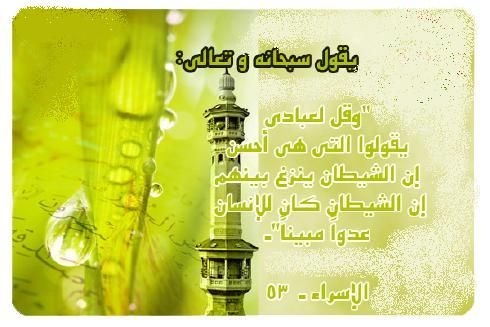 يقول سبحانه و تعالى:
"وقل لعبادى
يقولوا التى هى أحسن
إن الشيطان ينزغ بينهم
إن الشيطان كان للإنسان
عدوا مبينا"-
الإسراء - ٥٣